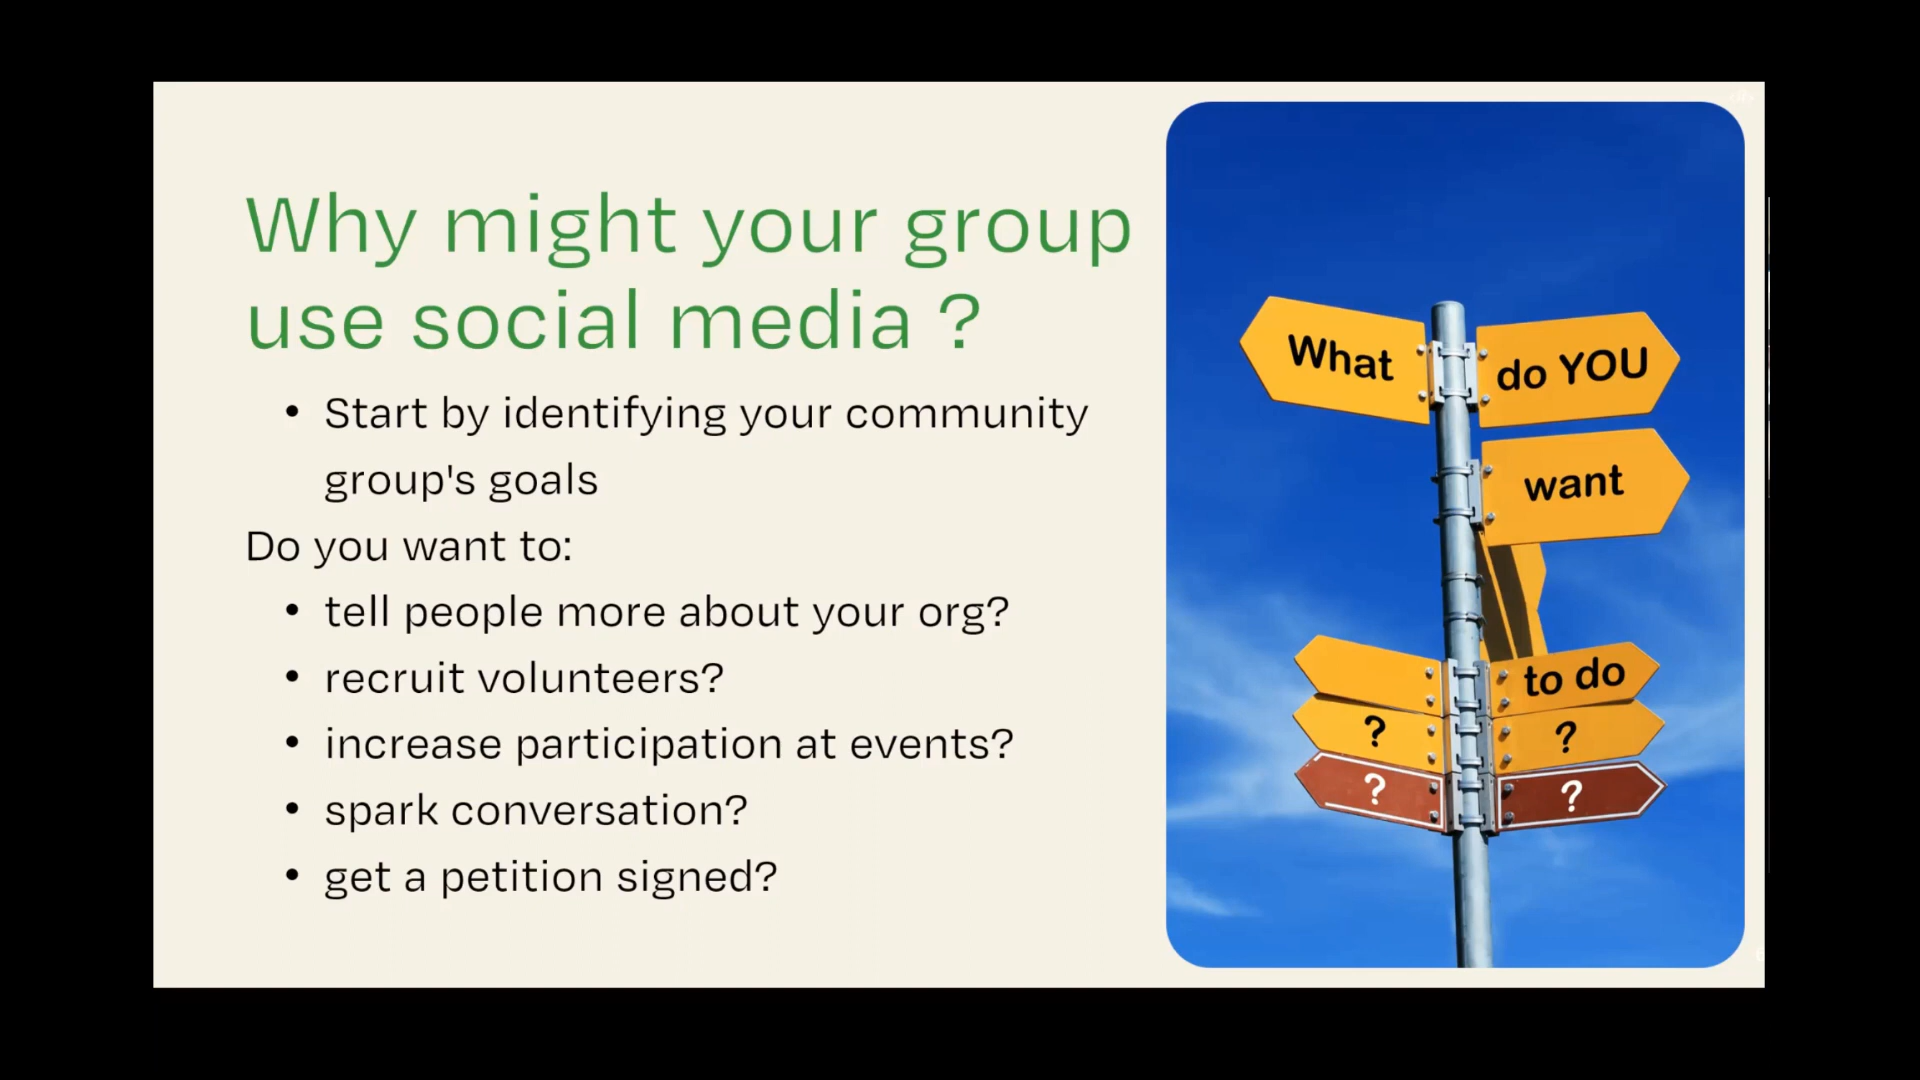 Why might your group
use social media ?
• Start by identifying your community
group's goals
Do you want to:
• tell people more about your org?
• recruit volunteers?
• increase participation at events?
• spark conversation?
• get a petition signed?
What
do YOU
want
to do
? ?
? ?